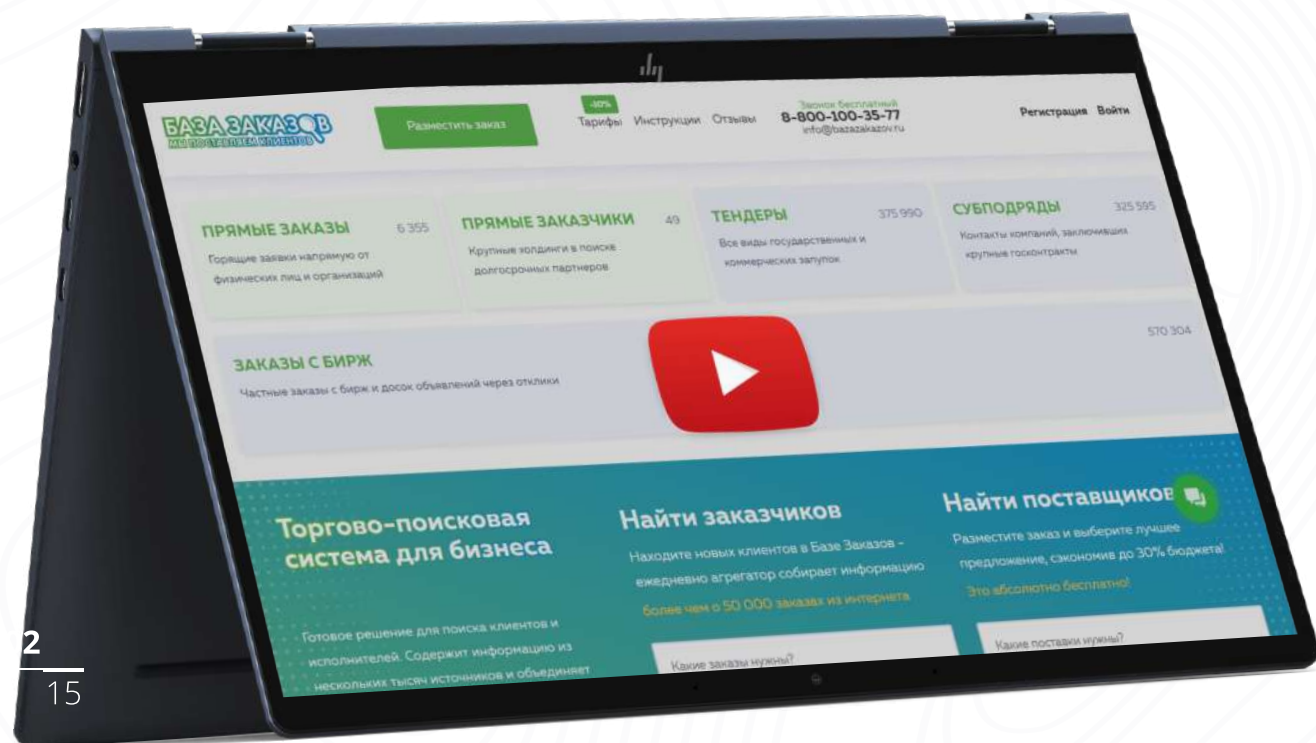 hp
БАЗА ЗАКАЗОВ
МЫ ПОСТАВЛЯЕМ КЛИЕНТОВ
Разместить заказ
-10%
Тарифы Инструкции Отзывы
Звонок бесплатный
8-800-100-35-77
info@bazazakazov.ru
Регистрация Войти
ПРЯМЫЕ ЗАКАЗЫ 6 355
Горящие заявки напрямую от
физических лиц и организаций
ПРЯМЫЕ ЗАКАЗЧИКИ 49
Крупные холдинги в поиске
долгосрочных партнеров
ТЕНДЕРЫ 375 990
Все виды государственных и
коммерческих запупок
СУБПОДРЯДЫ 325 595
Контакты компаний, заключивших
крупные госконтракты
ЗАКАЗЫ С БИРЖ 570 304
Частные заказы с бирж и досок объявлений через отклики
Торгово-поисковая
система для бизнеса
Готовое решение для поиска клиентов и
исполнителей. Содержит информацию из
нескольких тысяч источников и объединяет
Найти заказчиков
Находите новых клиентов в Базе Заказов -
ежедневно агрегатор собирает информацию
более чем о 50 000 заказах из интернета
Какие заказы нужны?
Найти поставщиков
Разместите заказ и выберите лучшее
предложение, сэкономив до 30% бюджета!
Это абсолютно бесплатно!
Какие поставки нужны?
2
15